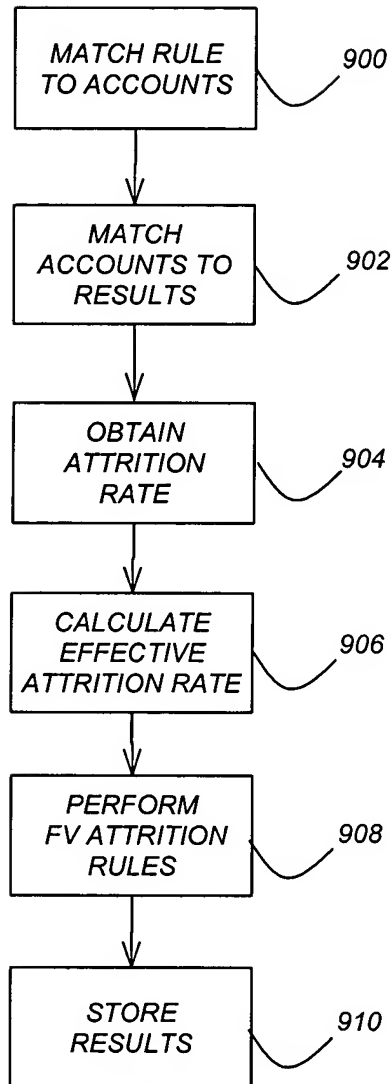 MATCH RULE
TO ACCOUNTS
900
MATCH
ACCOUNTS TO
RESULTS
902
OBTAIN
ATTRITION
RATE
904
CALCULATE
EFFECTIVE
ATTRITION RATE
906
PERFORM
FV ATTRITION
RULES
908
STORE
RESULTS
910